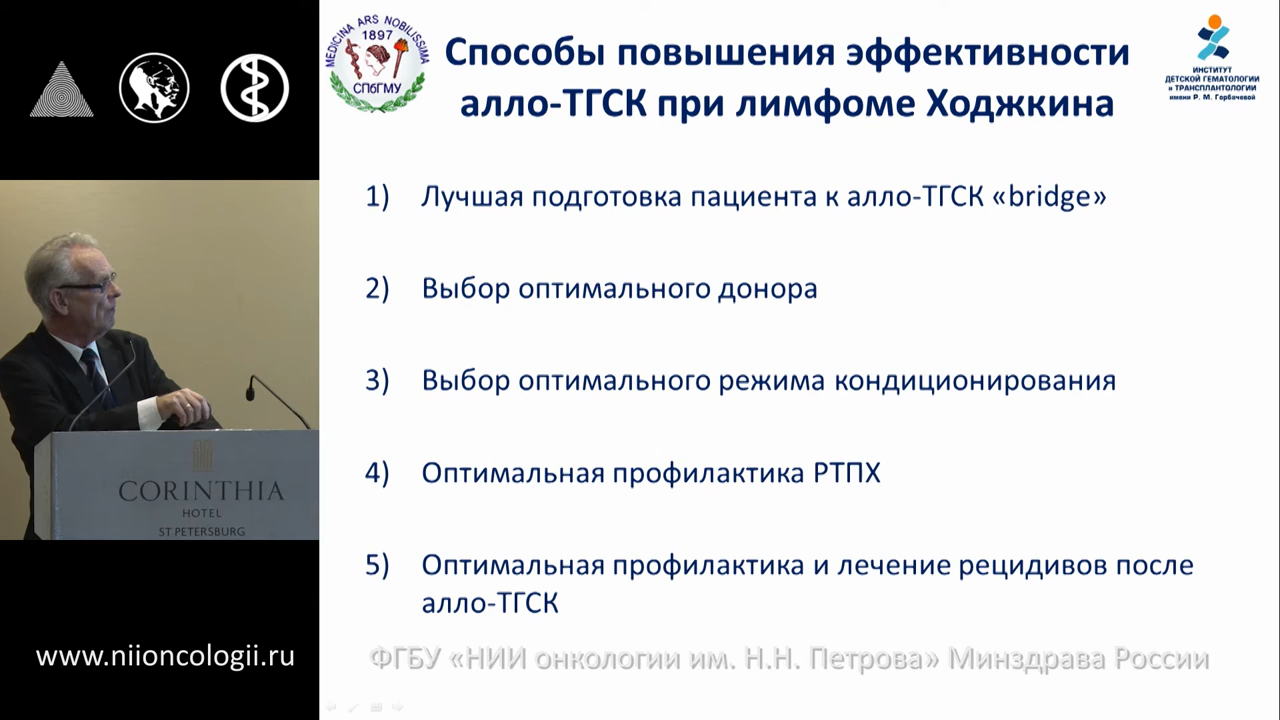 MEDICINA ARS NOBILISSIMA
1897
СПбГМУ
Способы повышения эффективности
алло-ТГСК при лимфоме Ходжкина
ИНСТИТУТ
ДЕТСКОЙ ГЕМАТОЛОГИИ
и ТРАНСПЛАНТОЛОГИИ
имени Р. М. Горбачевой
1) Лучшая подготовка пациента к алло-ТГСК «bridge»
2) Выбор оптимального донора
3) Выбор оптимального режима кондиционирования
4) Оптимальная профилактика РТПХ
5) Оптимальная профилактика и лечение рецидивов после
алло-ТГСК
CORINTHIA
HOTEL
ST PETERSBURG
www.niioncologii.ru
ФГБУ «НИИ онкологии им. Н.Н. Петрова» Минздрава России